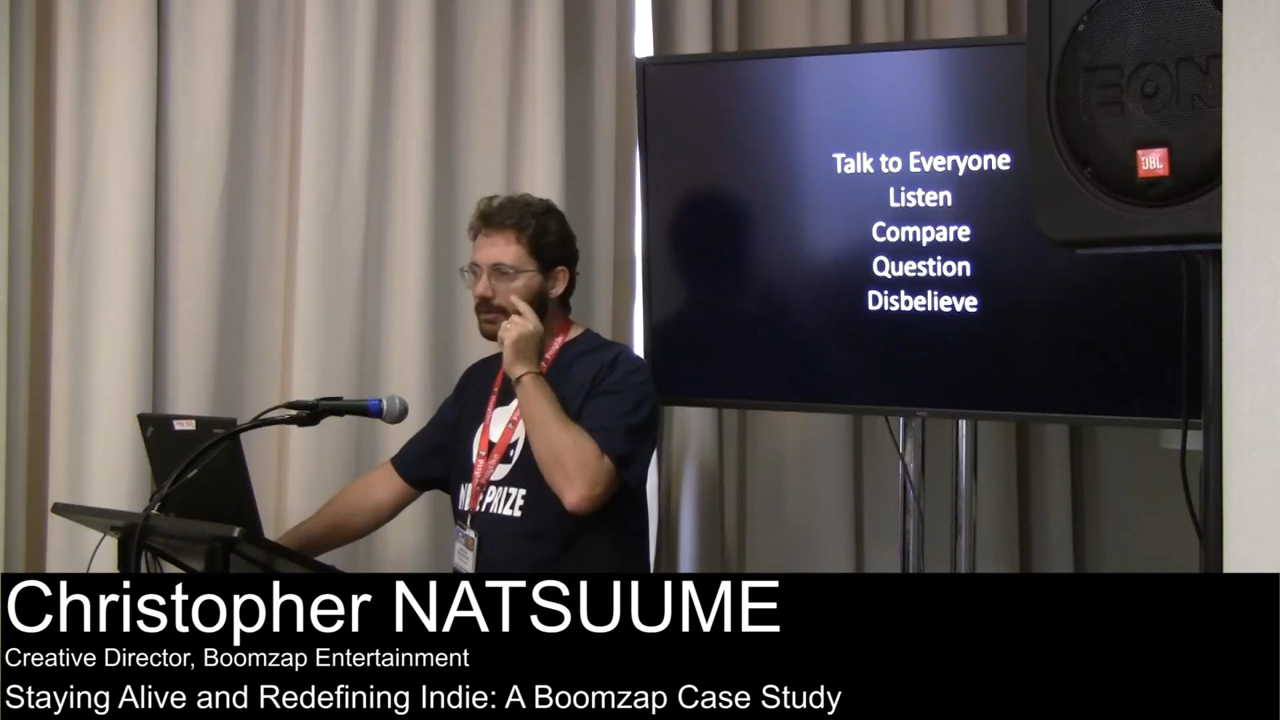 Talk to Everyone
Listen
Compare
Question
Disbelieve
EON
JBL
PRIZE
Christopher NATSUUME
Creative Director, Boomzap Entertainment
Staying Alive and Redefining Indie: A Boomzap Case Study